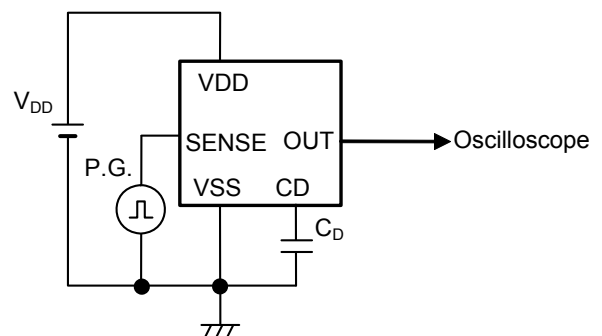 VDD
V_DD
SENSE OUT
Oscilloscope
P.G.
VSS CD
C_D